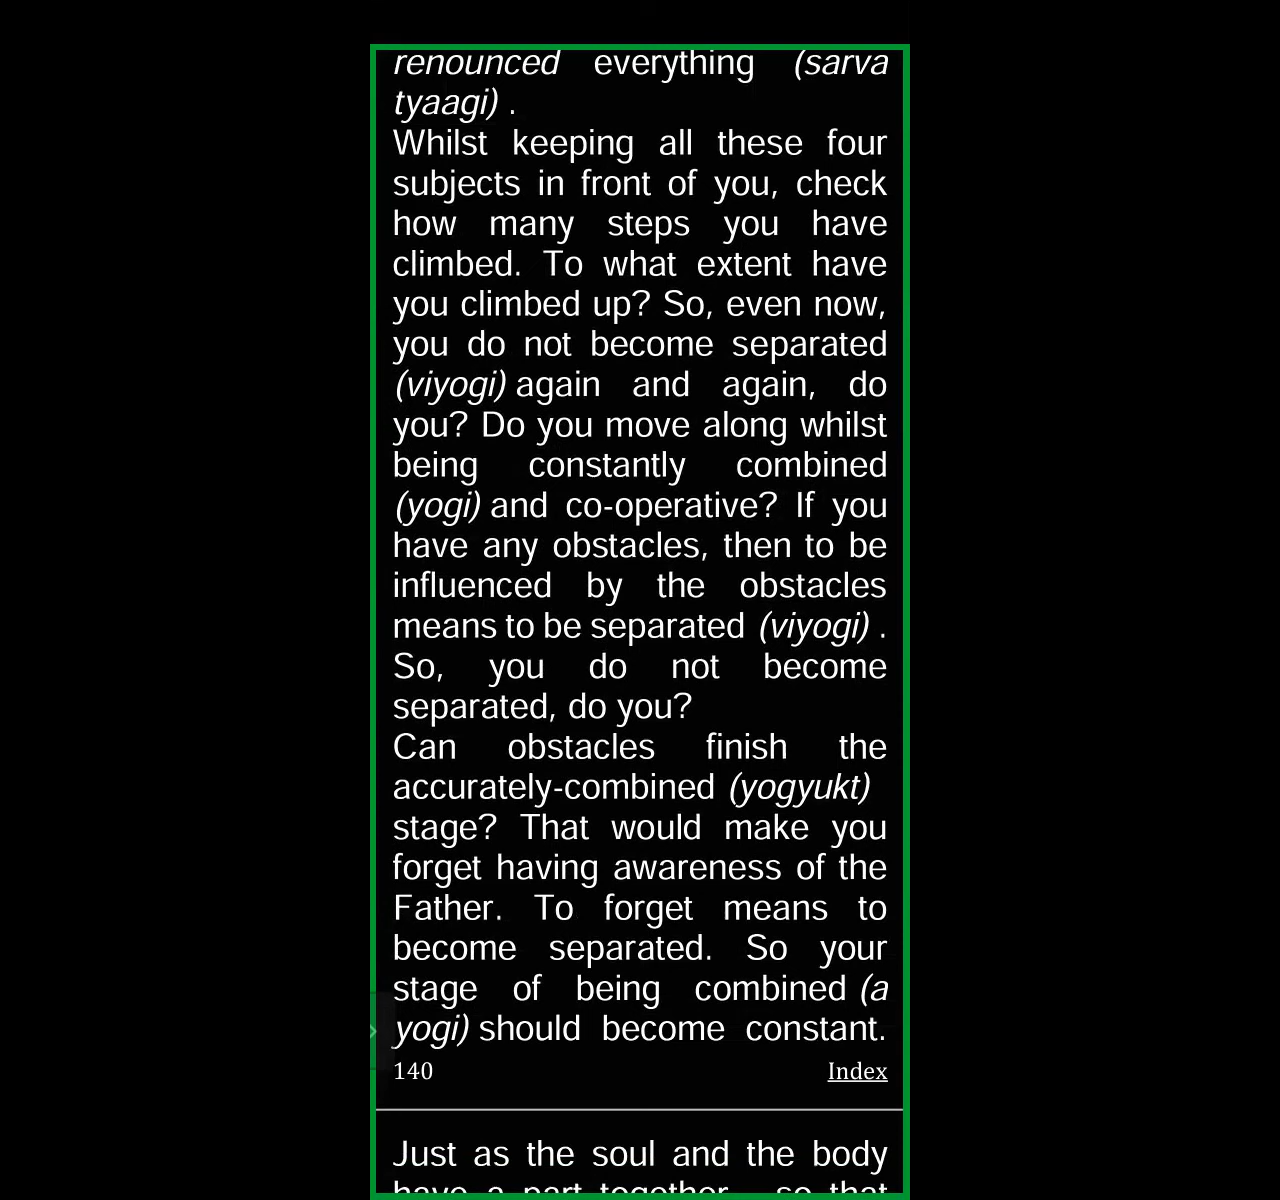 renounced everything (sarva
tyaagi) .
Whilst keeping all these four
subjects in front of you, check
how many steps you have
climbed. To what extent have
you climbed up? So, even now,
you do not become separated
(viyogi) again and again, do
you? Do you move along whilst
being constantly combined
(yogi) and co-operative? If you
have any obstacles, then to be
influenced by the obstacles
means to be separated (viyogi) .
So, you do not become
separated, do you?
Can obstacles finish the
accurately-combined (yogyukt)
stage? That would make you
forget having awareness of the
Father. To forget means to
become separated. So your
stage of being combined (a
yogi) should become constant.
140 Index
Just as the soul and the body
have a part together so that